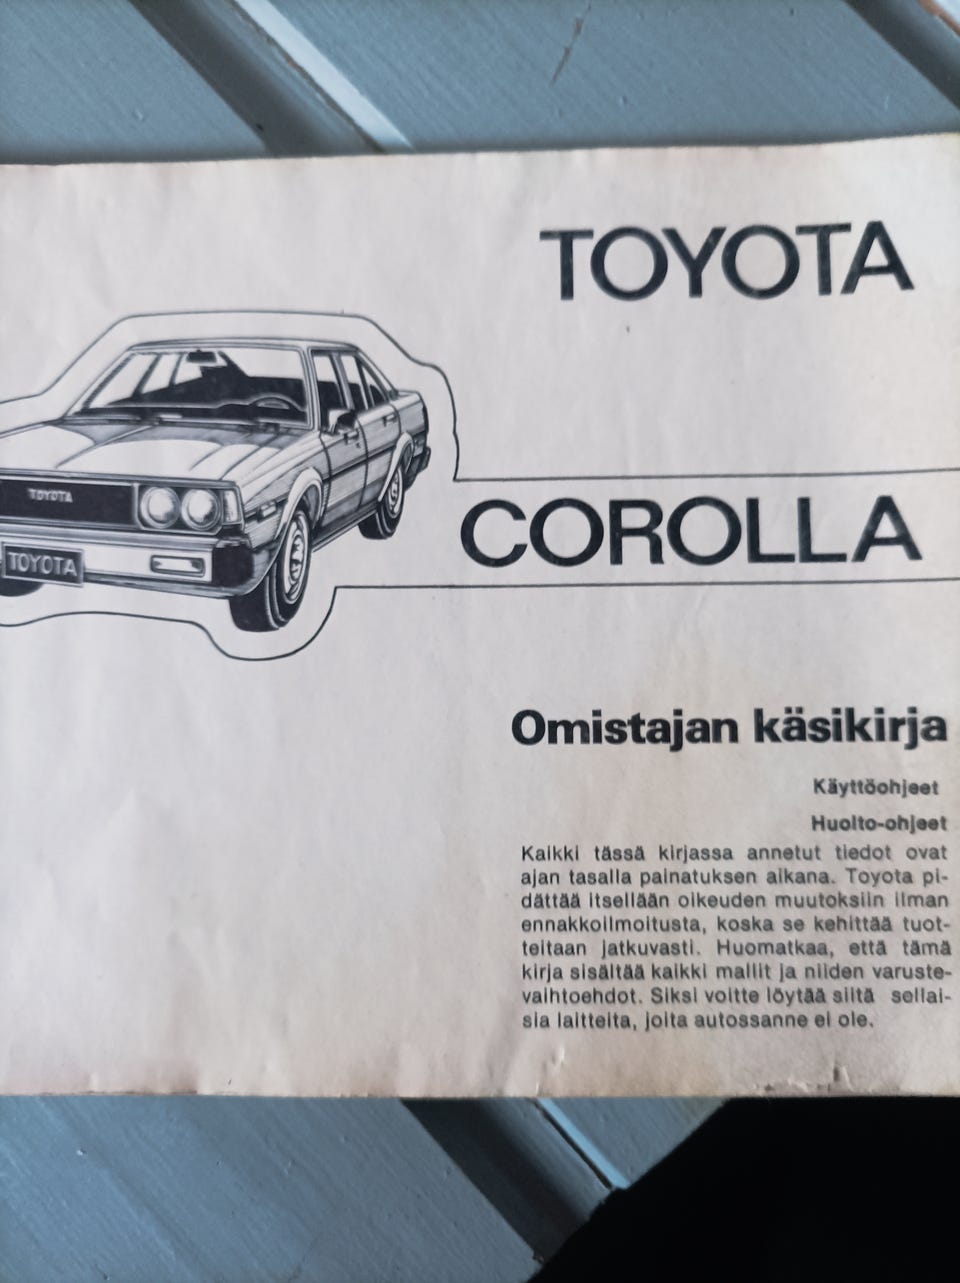 TOYOTA
TOYOTA
TOYOTA
COROLLA
Omistajan käsikirja
Käyttöohjeet
Huolto-ohjeet
Kaikki tässä kirjassa annetut tiedot ovat
ajan tasalla painatuksen aikana. Toyota pi-
dättää itsellään oikeuden muutoksiin ilman
ennakkoilmoitusta, koska se kehittää tuot-
teitaan jatkuvasti. Huomatkaa, että tämä
kirja sisältää kaikki mallit ja niiden varuste-
vaihtoehdot. Siksi voitte löytää siitä sellai-
sia laitteita, joita autossanne ei ole.